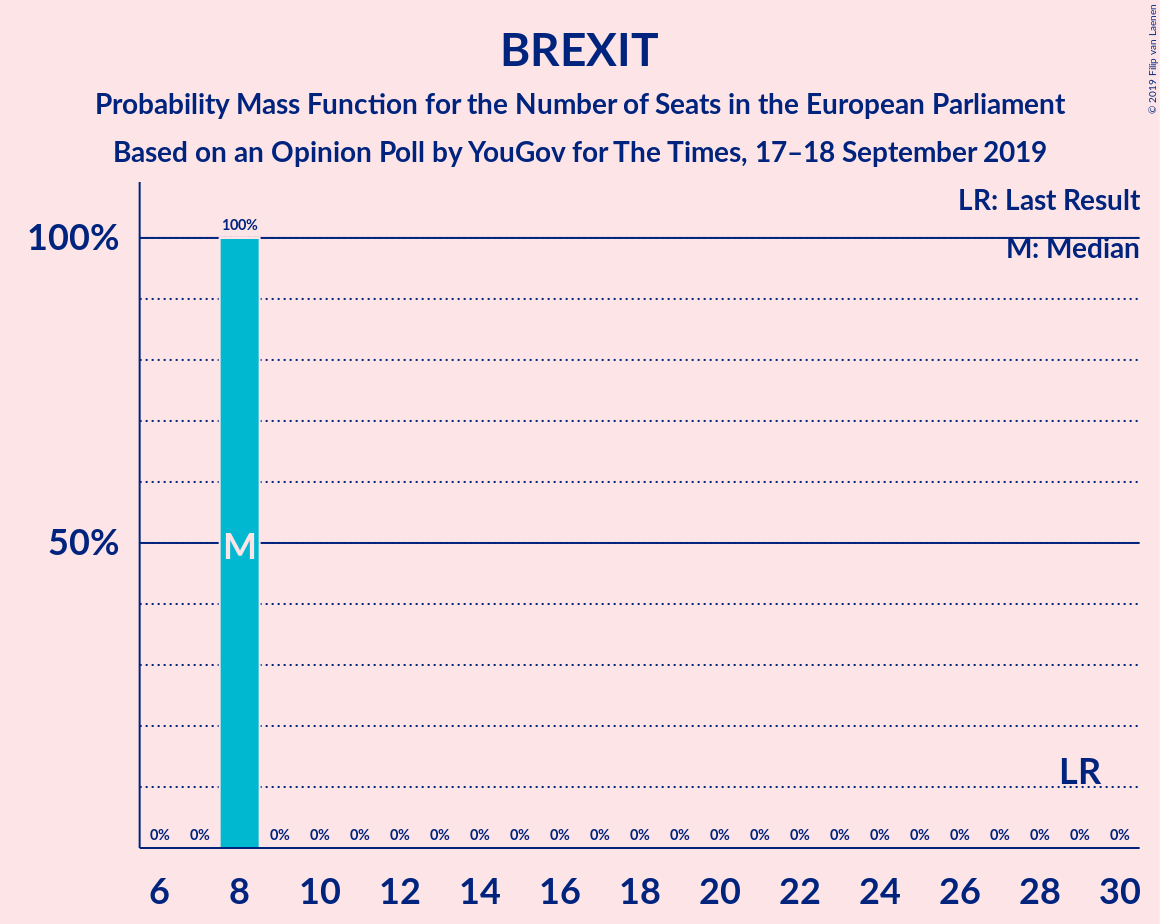 BREXIT
Probability Mass Function for the Number of Seats in the European Parliament
Based on an Opinion Poll by YouGov for The Times, 17–18 September 2019
© 2019 Filip van Laenen
LR: Last Result
M: Median
100%
100%
50%
M
LR
0% 0% 0% 0% 0% 0% 0% 0% 0% 0% 0% 0% 0% 0% 0% 0% 0% 0% 0% 0% 0% 0% 0% 0%
6 8 10 12 14 16 18 20 22 24 26 28 30